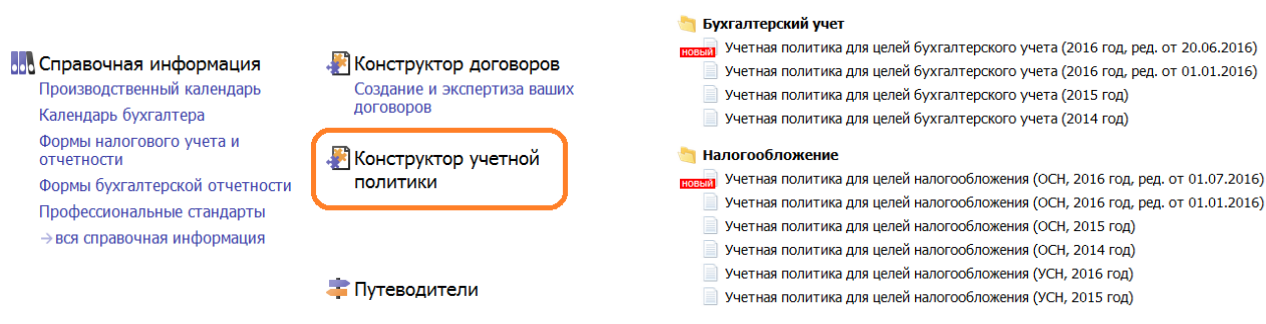 Справочная информация
Производственный календарь
Календарь бухгалтера
Формы налогового учета и
отчетности
Формы бухгалтерской отчетности
Профессиональные стандарты
→вся справочная информация
Конструктор договоров
Создание и экспертиза ваших
договоров
Конструктор учетной
политики
Путеводители
Бухгалтерский учет
новый Учетная политика для целей бухгалтерского учета (2016 год, ред. от 20.06.2016)
Учетная политика для целей бухгалтерского учета (2016 год, ред. от 01.01.2016)
Учетная политика для целей бухгалтерского учета (2015 год)
Учетная политика для целей бухгалтерского учета (2014 год)
Налогообложение
новый Учетная политика для целей налогообложения (ОСН, 2016 год, ред. от 01.07.2016)
Учетная политика для целей налогообложения (ОСН, 2016 год, ред. от 01.01.2016)
Учетная политика для целей налогообложения (ОСН, 2015 год)
Учетная политика для целей налогообложения (ОСН, 2014 год)
Учетная политика для целей налогообложения (УСН, 2016 год)
Учетная политика для целей налогообложения (УСН, 2015 год)